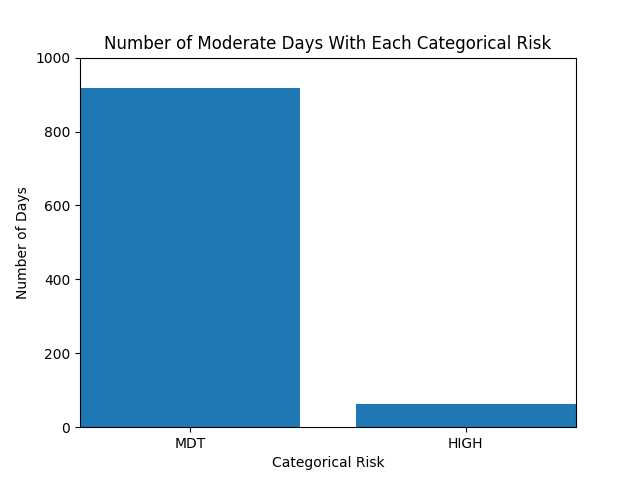 Number of Moderate Days With Each Categorical Risk
1000
800
600
400
200
0
Number of Days
MDT
HIGH
Categorical Risk